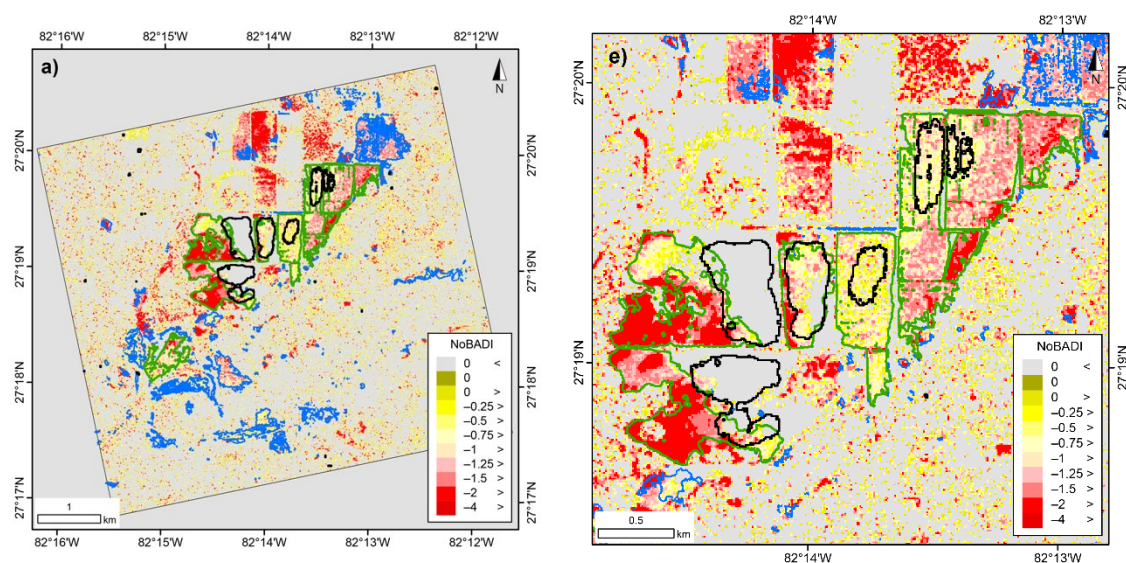 82°16'W 82°15'W 82°14'W 82°13'W 82°12'W
a)
N
27°20'N 27°20'N
27°19'N 27°19'N
27°18'N 27°18'N
27°17'N 27°17'N
NoBADI
0 <
0
0 >
−0.25 >
−0.5 >
−0.75 >
−1 >
−1.25 >
−1.5 >
−2 >
−4 >
1
km
82°16'W 82°15'W 82°14'W 82°13'W 82°12'W
82°14'W 82°13'W
e)
N
27°20'N 27°20'N
27°19'N 27°19'N
NoBADI
0 <
0
0 >
−0.25 >
−0.5 >
−0.75 >
−1 >
−1.25 >
−1.5 >
−2 >
−4 >
0.5
km
82°14'W 82°13'W